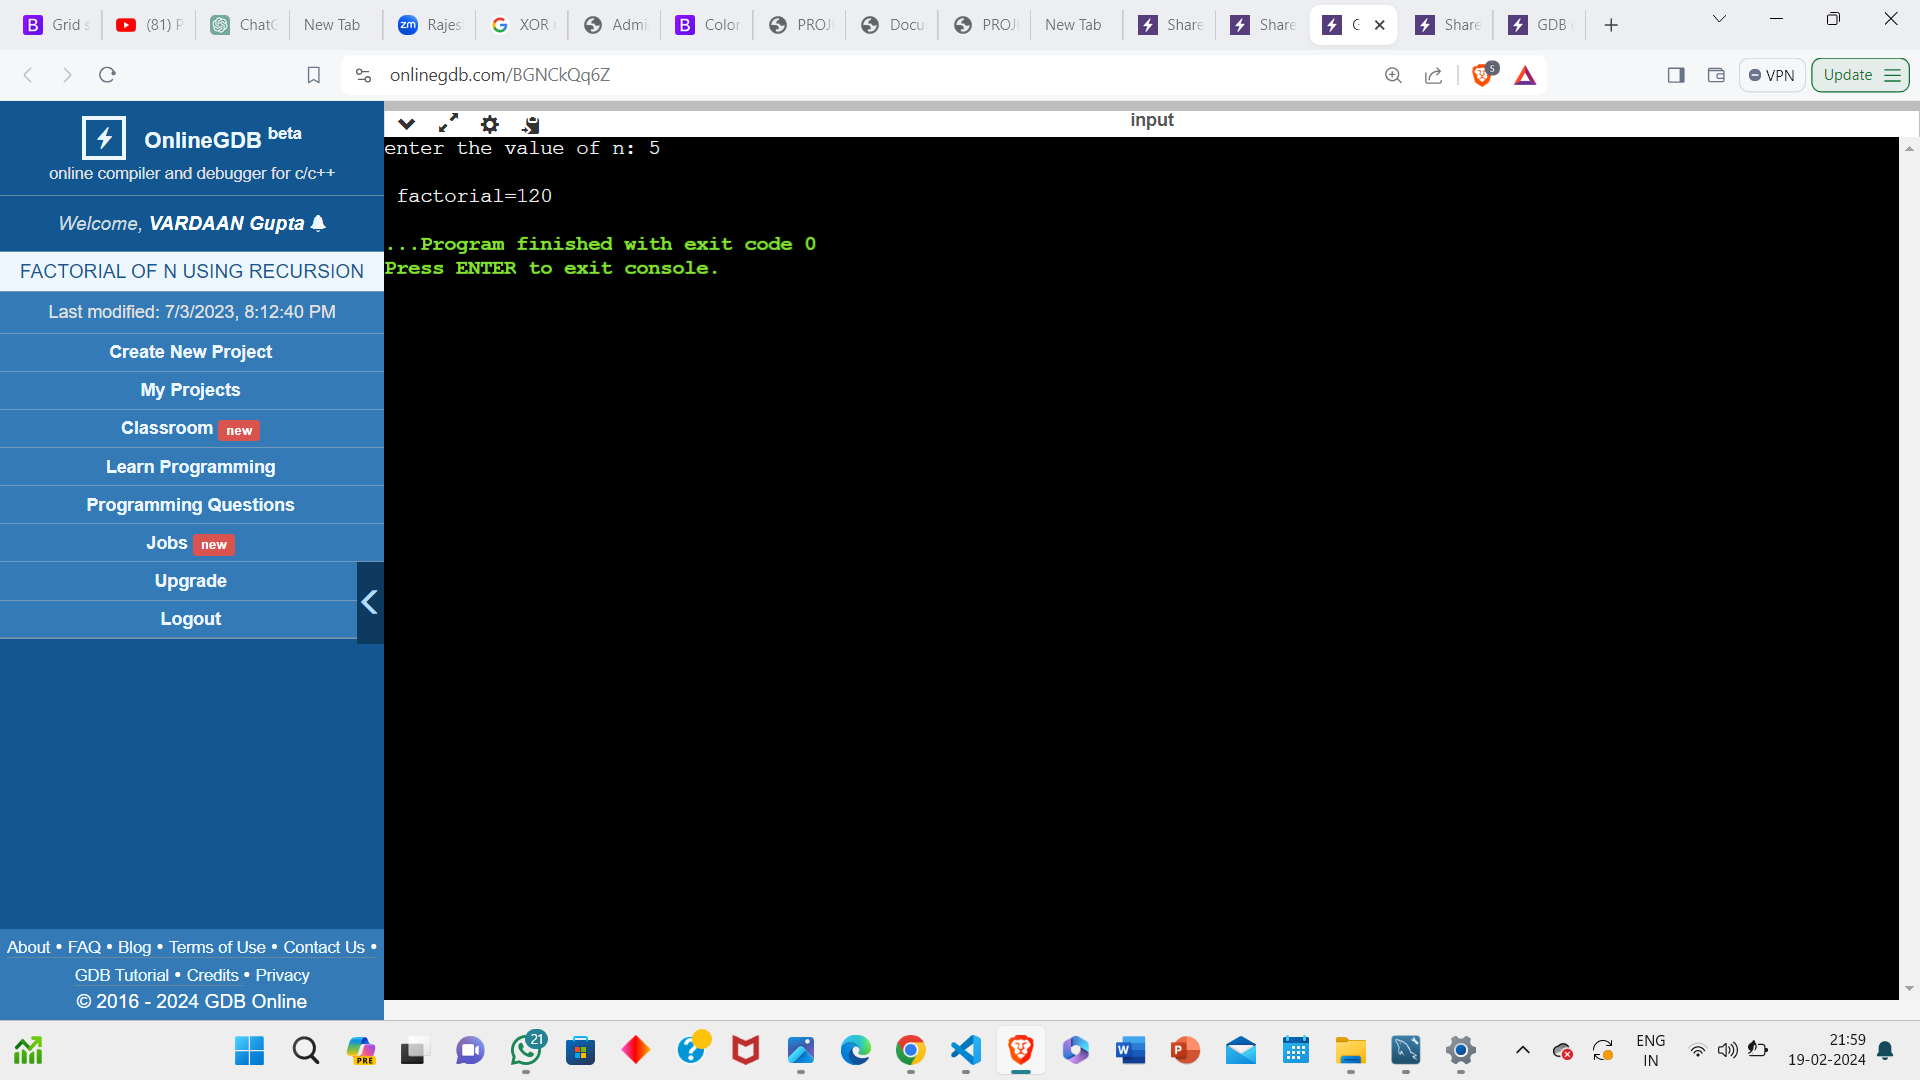 Grid s
(81) P
ChatG
New Tab
Rajes
XOR
Admi
Color
PROJ
Docu
PROJ
New Tab
Share
Share
G
Share
GDB
onlinegdb.com/BGNCkQq6Z
5
VPN
Update
OnlineGDB beta
online compiler and debugger for c/c++
Welcome, VARDAAN Gupta
FACTORIAL OF N USING RECURSION
Last modified: 7/3/2023, 8:12:40 PM
Create New Project
My Projects
Classroom new
Learn Programming
Programming Questions
Jobs new
Upgrade
Logout
About • FAQ • Blog • Terms of Use • Contact Us •
GDB Tutorial • Credits • Privacy
© 2016 - 2024 GDB Online
input
enter the value of n: 5
factorial=120
...Program finished with exit code 0
Press ENTER to exit console.
PRE
21
ENG
IN
21:59
19-02-2024